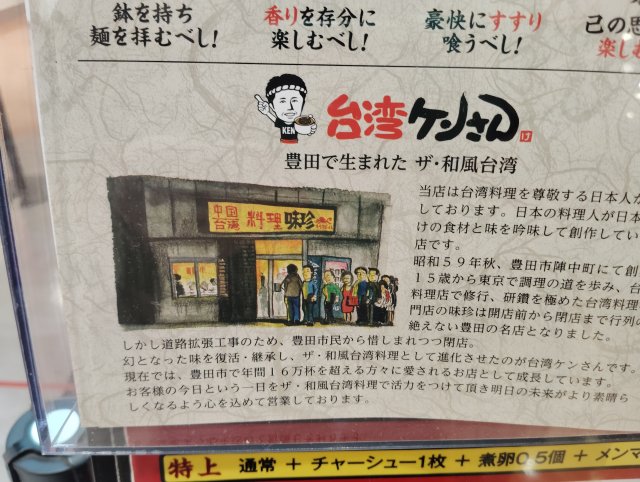 鉢を持ち
麺を拝むべし!
香りを存分に
楽しむべし!
豪快にすすり
喰うべし!
己の思
楽し
KEN
台湾ケンさん
豊田で生まれた ザ・和風台湾
中国台湾 料理 味珍
当店は台湾料理を尊敬する日本人が
しております。日本の料理人が日本
けの食材と味を吟味して創作してい
店です。
昭和59年秋、豊田市陣中町にて創
15歳から東京で調理の道を歩み、台
料理店で修行、研鑽を極めた台湾料理
門店の味珍は開店前から閉店まで行列
絶えない豊田の名店となりました。
しかし道路拡張工事のため、豊田市民から惜しまれつつ閉店。
幻となった味を復活・継承し、ザ・和風台湾料理として進化させたのが台湾ケンさんです。
現在では、豊田市で年間16万杯を超える方々に愛されるお店として成長しています。
お客様の今日という一日をザ・和風台湾料理で活力をつけて頂き明日の未来がより素晴ら
しくなるよう心を込めて営業しております。
特上 通常 + チャーシュー1枚 + 煮卵0.5個 + メンマ